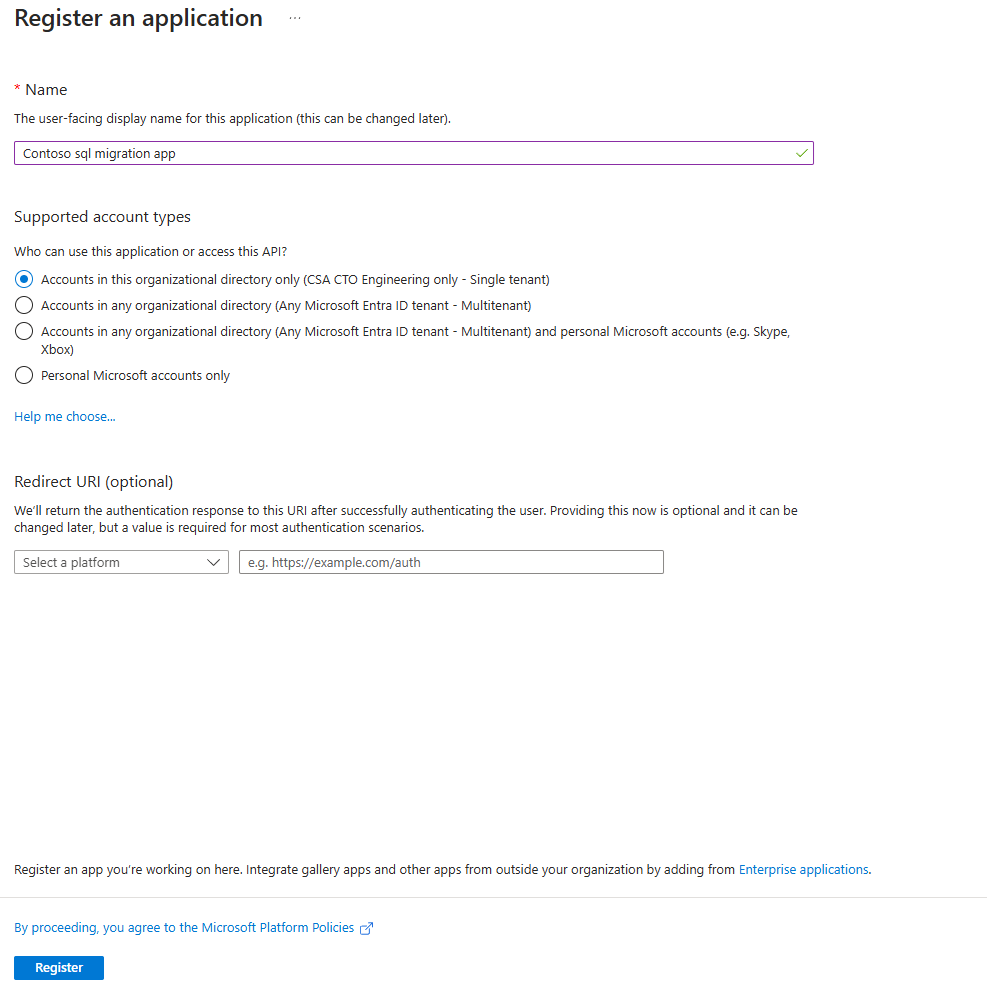 Register an application ...
* Name
The user-facing display name for this application (this can be changed later).
Contoso sql migration app
Supported account types
Who can use this application or access this API?
Accounts in this organizational directory only (CSA CTO Engineering only - Single tenant)
Accounts in any organizational directory (Any Microsoft Entra ID tenant - Multitenant)
Accounts in any organizational directory (Any Microsoft Entra ID tenant - Multitenant) and personal Microsoft accounts (e.g. Skype,
Xbox)
Personal Microsoft accounts only
Help me choose...
Redirect URI (optional)
We'll return the authentication response to this URI after successfully authenticating the user. Providing this now is optional and it can be
changed later, but a value is required for most authentication scenarios.
Select a platform
e.g. https://example.com/auth
Register an app you're working on here. Integrate gallery apps and other apps from outside your organization by adding from Enterprise applications.
By proceeding, you agree to the Microsoft Platform Policies
Register